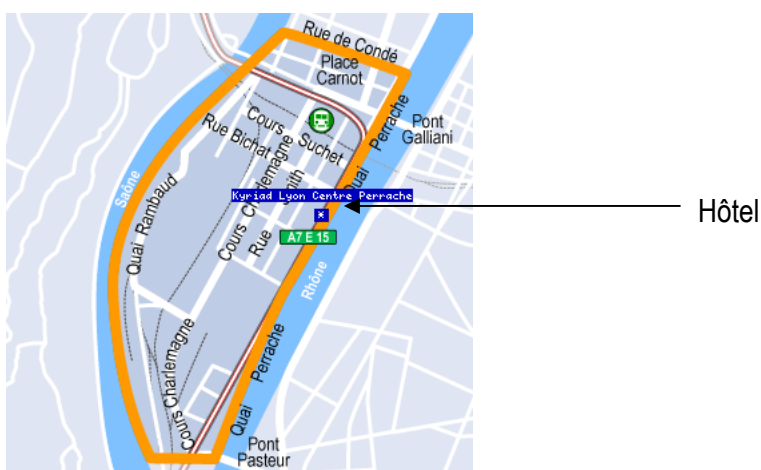 Rue de Condé
Place
Carnot
Pont
Galliani
Quai Perrache
Cours Suchet
Rue Bichat
Cours Charlemagne
Rue Smith
Kyriad Lyon Centre Perrache
Hôtel
A7 E 15
Saône
Quai Rambaud
Rhône
Cours Charlemagne
Quai Perrache
Pont
Pasteur